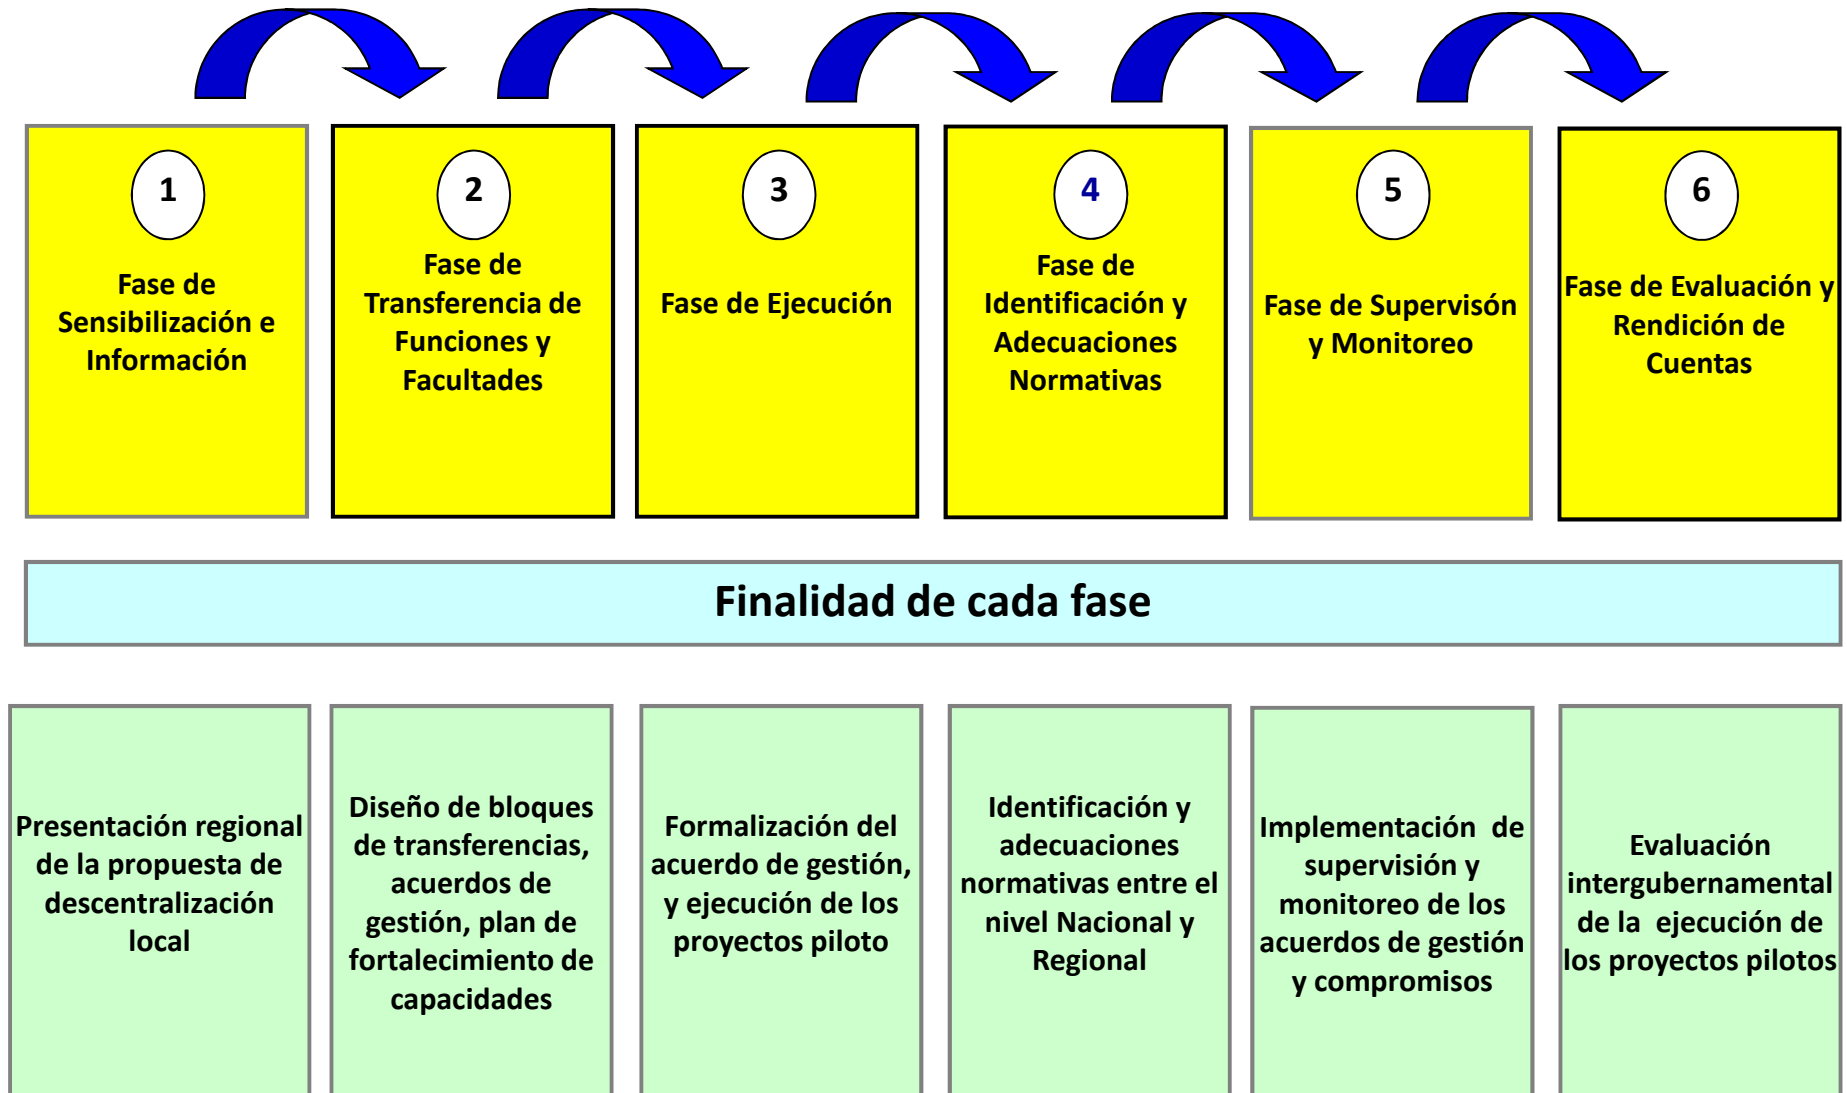 1
Fase de
Sensibilización e
Información
2
Fase de
Transferencia de
Funciones y
Facultades
3
Fase de Ejecución
4
Fase de
Identificación y
Adecuaciones
Normativas
5
Fase de Supervisón
y Monitoreo
6
Fase de Evaluación y
Rendición de
Cuentas
Finalidad de cada fase
Presentación regional
de la propuesta de
descentralización
local
Diseño de bloques
de transferencias,
acuerdos de
gestión, plan de
fortalecimiento de
capacidades
Formalización del
acuerdo de gestión,
y ejecución de los
proyectos piloto
Identificación y
adecuaciones
normativas entre el
nivel Nacional y
Regional
Implementación de
supervisión y
monitoreo de los
acuerdos de gestión
y compromisos
Evaluación
intergubernamental
de la ejecución de
los proyectos pilotos